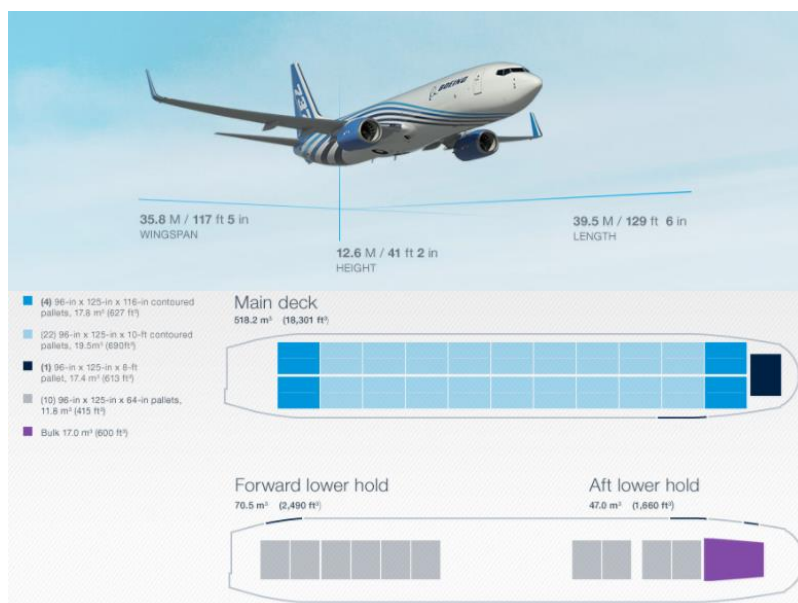 BOEING
737
35.8 M / 117 ft 5 in
WINGSPAN
39.5 M / 129 ft 6 in
LENGTH
12.6 M / 41 ft 2 in
HEIGHT
(4) 96-in x 125-in x 116-in contoured
pallets, 17.8 m³ (627 ft³)
(22) 96-in x 125-in x 10-ft contoured
pallets, 19.5m³ (690ft³)
(1) 96-in x 125-in x 8-ft
pallet, 17.4 m³ (613 ft³)
(10) 96-in x 125-in x 64-in pallets,
11.8 m³ (415 ft³)
Bulk 17.0 m³ (600 ft³)
Main deck
518.2 m³ (18,301 ft³)
Forward lower hold
70.5 m³ (2,490 ft³)
Aft lower hold
47.0 m³ (1,660 ft³)